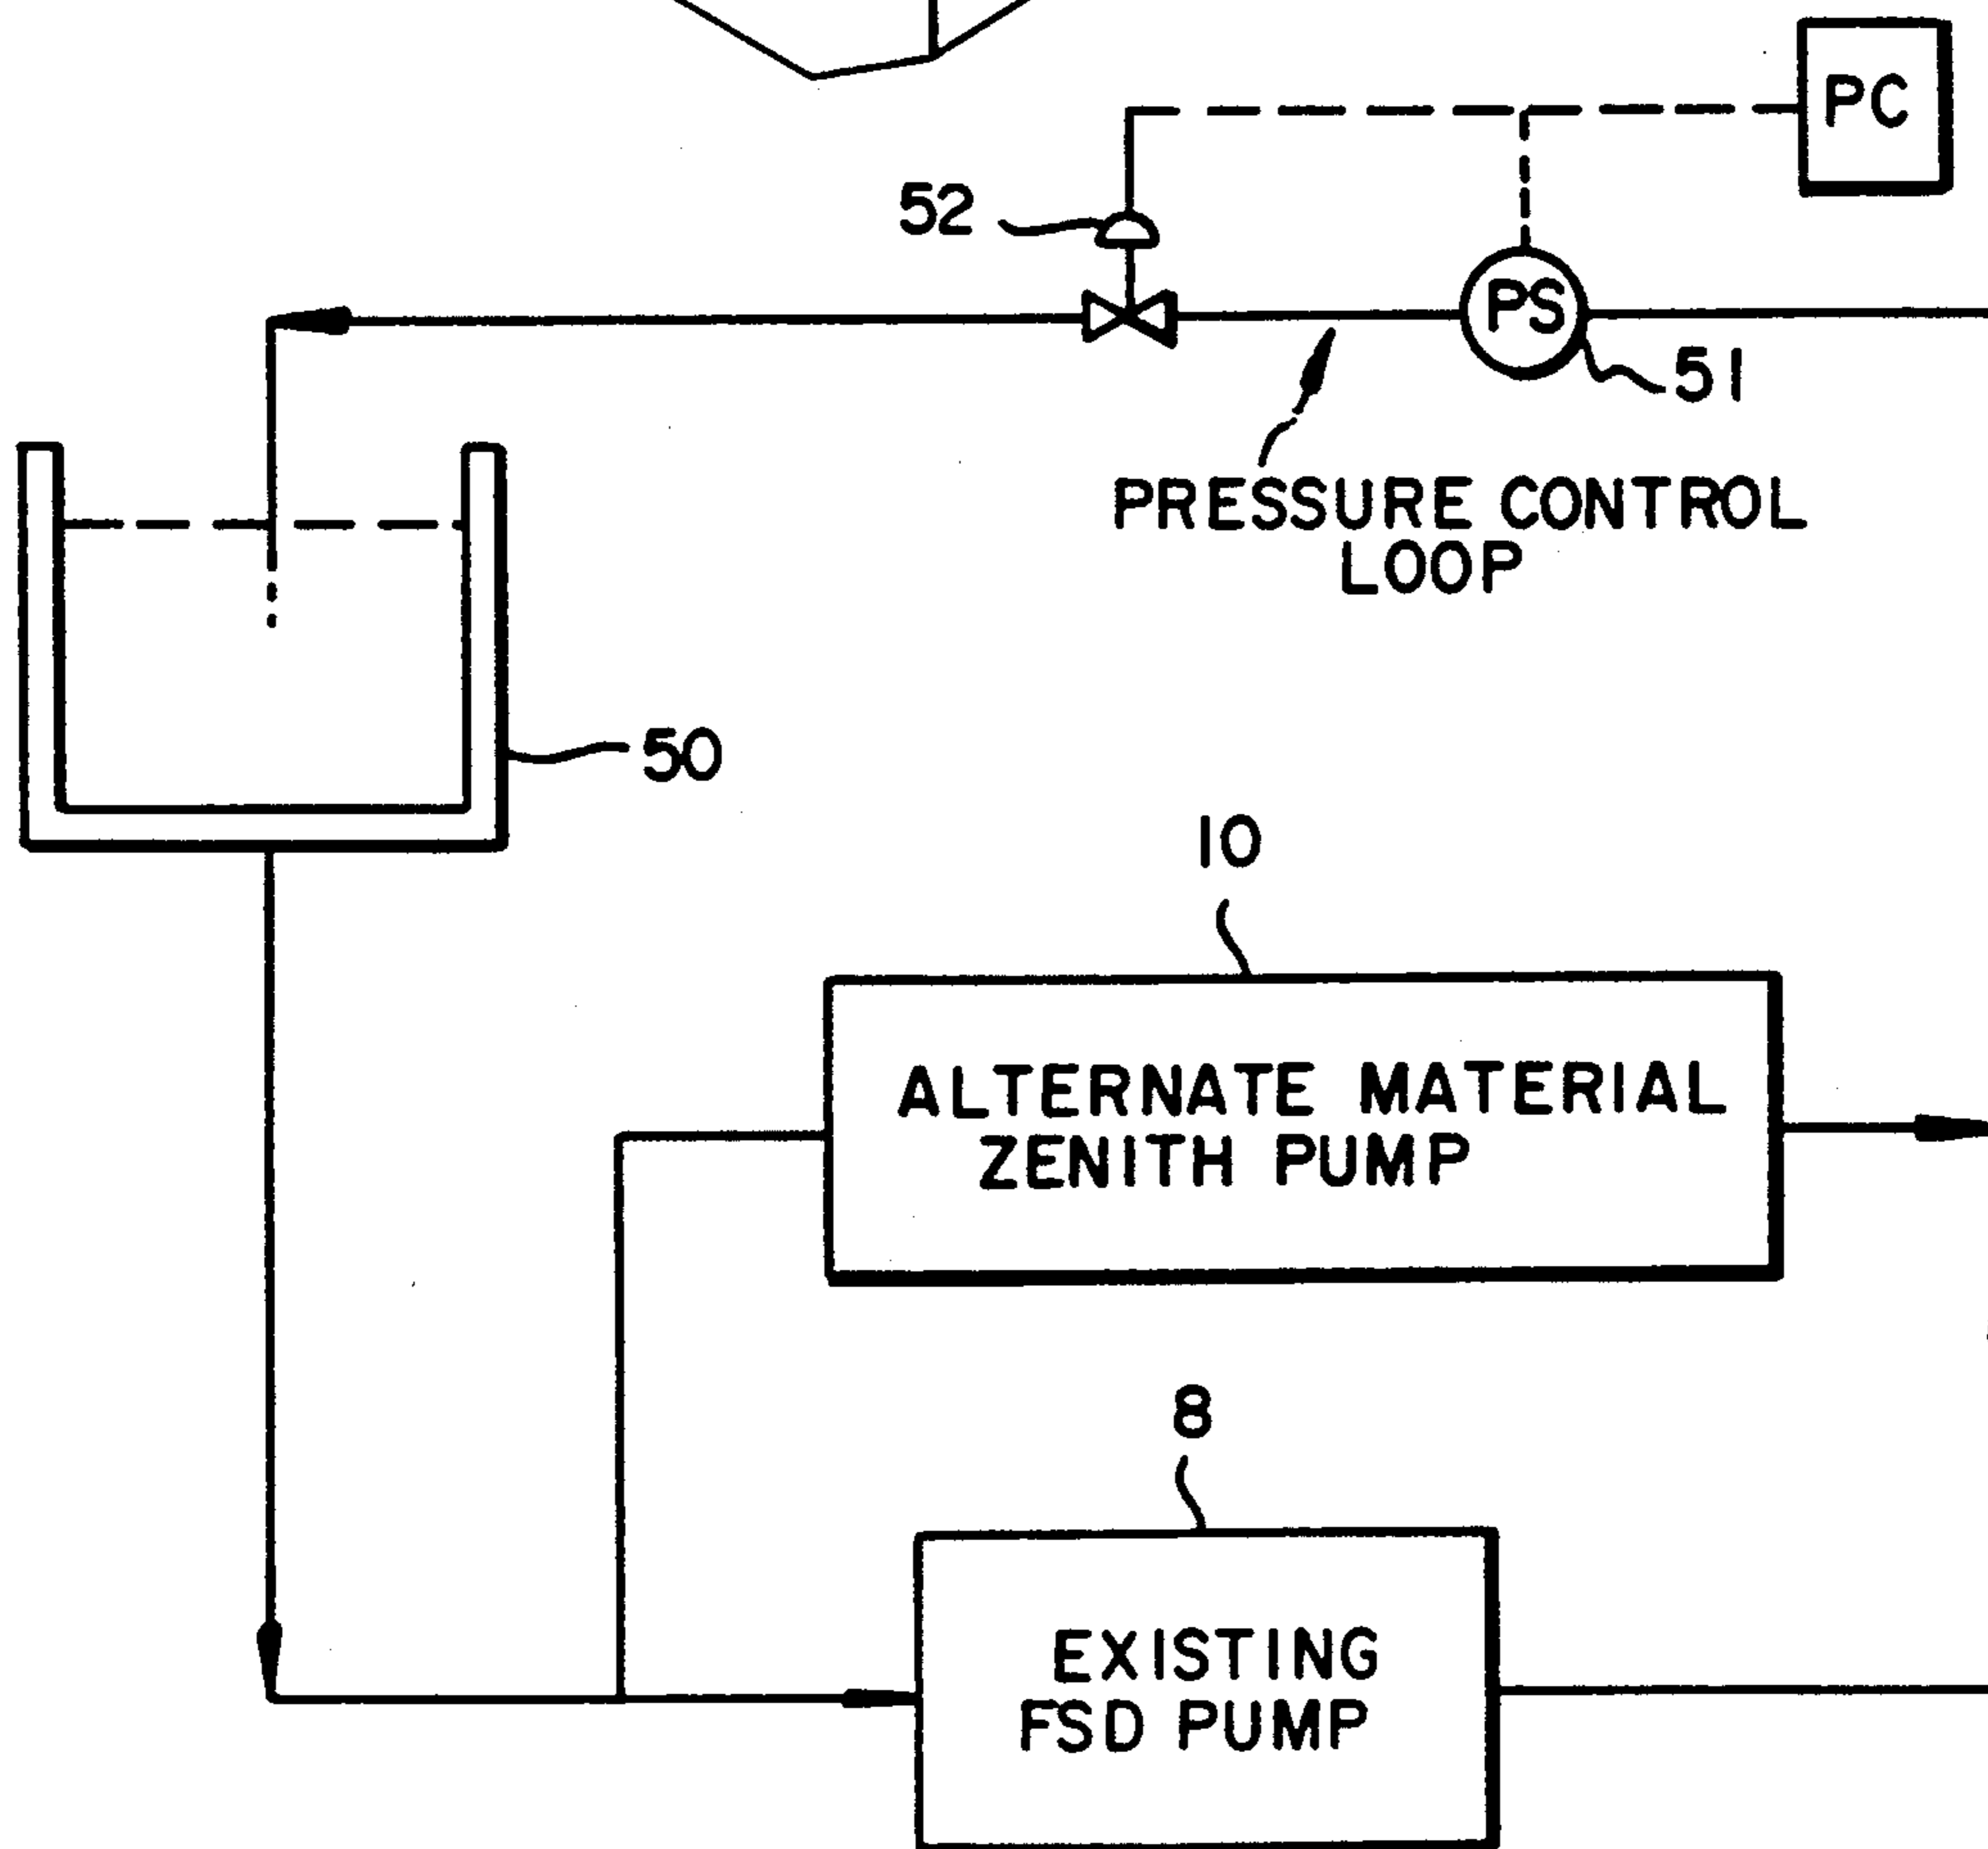 PC
52
PS
51
PRESSURE CONTROL
LOOP
50
10
ALTERNATE MATERIAL
ZENITH PUMP
8
EXISTING
FSD PUMP